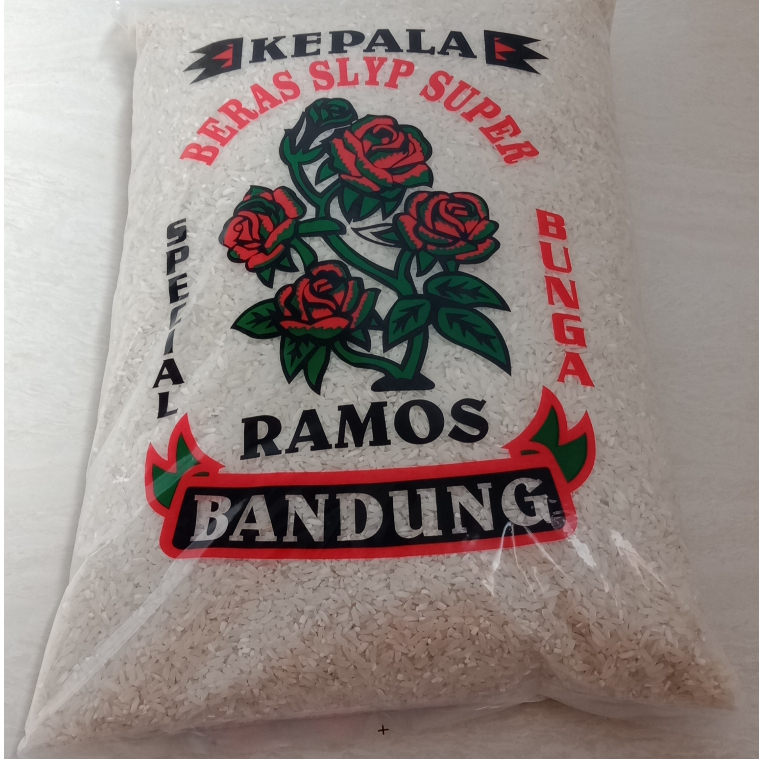 KEPALA
BERAS SLYP SUPER
SPECIAL
BUNGA
RAMOS
BANDUNG